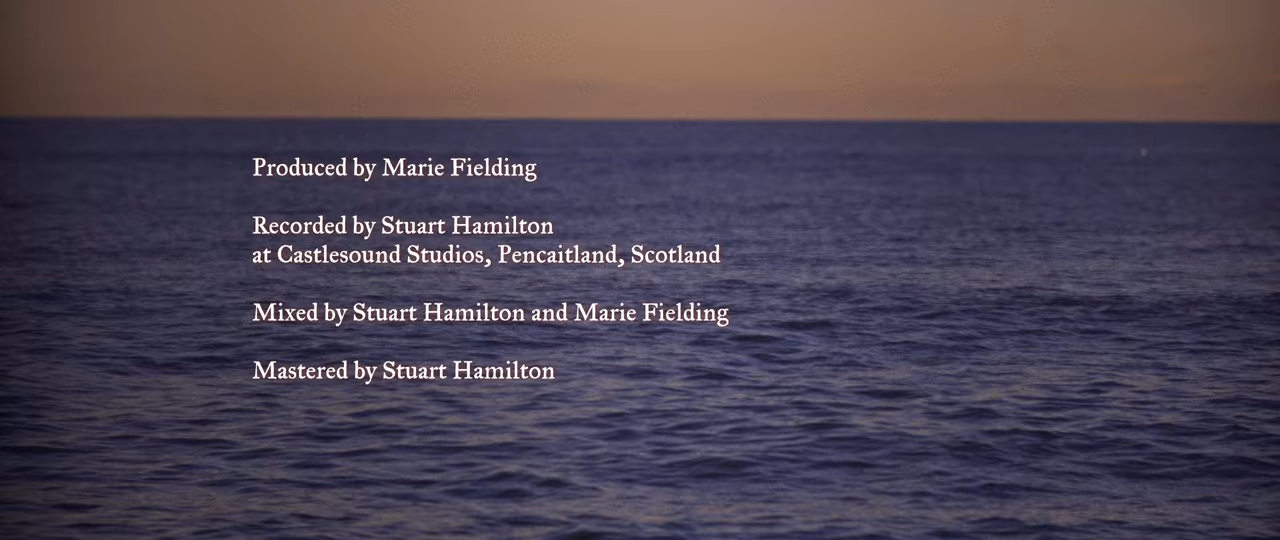 Produced by Marie Fielding
Recorded by Stuart Hamilton
at Castlesound Studios, Pencaitland, Scotland
Mixed by Stuart Hamilton and Marie Fielding
Mastered by Stuart Hamilton